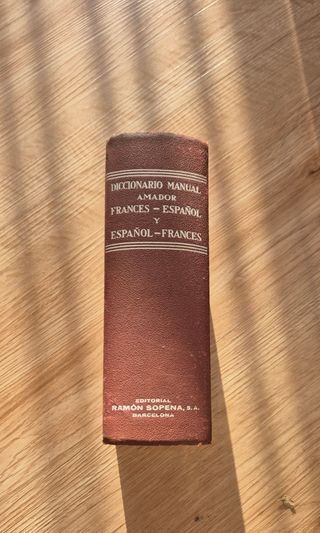 DICCIONARIO MANUAL
AMADOR
FRANCES - ESPAÑOL
Y
ESPAÑOL - FRANCES
EDITORIAL
RAMÓN SOPENA, S. A.
BARCELONA